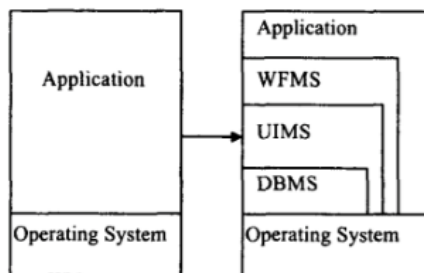 Application
Operating System
Application
WFMS
UIMS
DBMS
Operating System